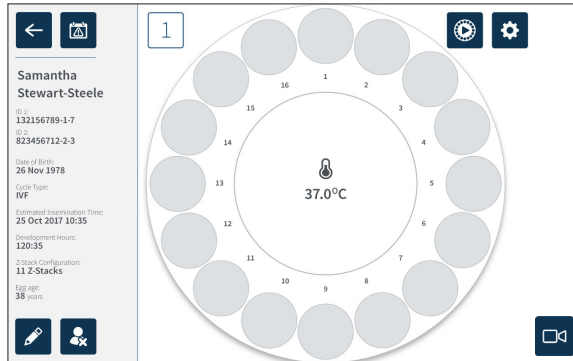 Samantha
Stewart-Steele
ID 1:
132156789-1-7
ID 2:
823456712-2-3
Date of Birth:
26 Nov 1978
Cycle Type:
IVF
Estimated Insemination Time:
25 Oct 2017 10:35
Development Hours:
120:35
Z-Stack Configuration:
11 Z-Stacks
Egg age:
38 years
1
1
2
3
4
5
6
7
8
9
10
11
12
13
14
15
16
37.0°C